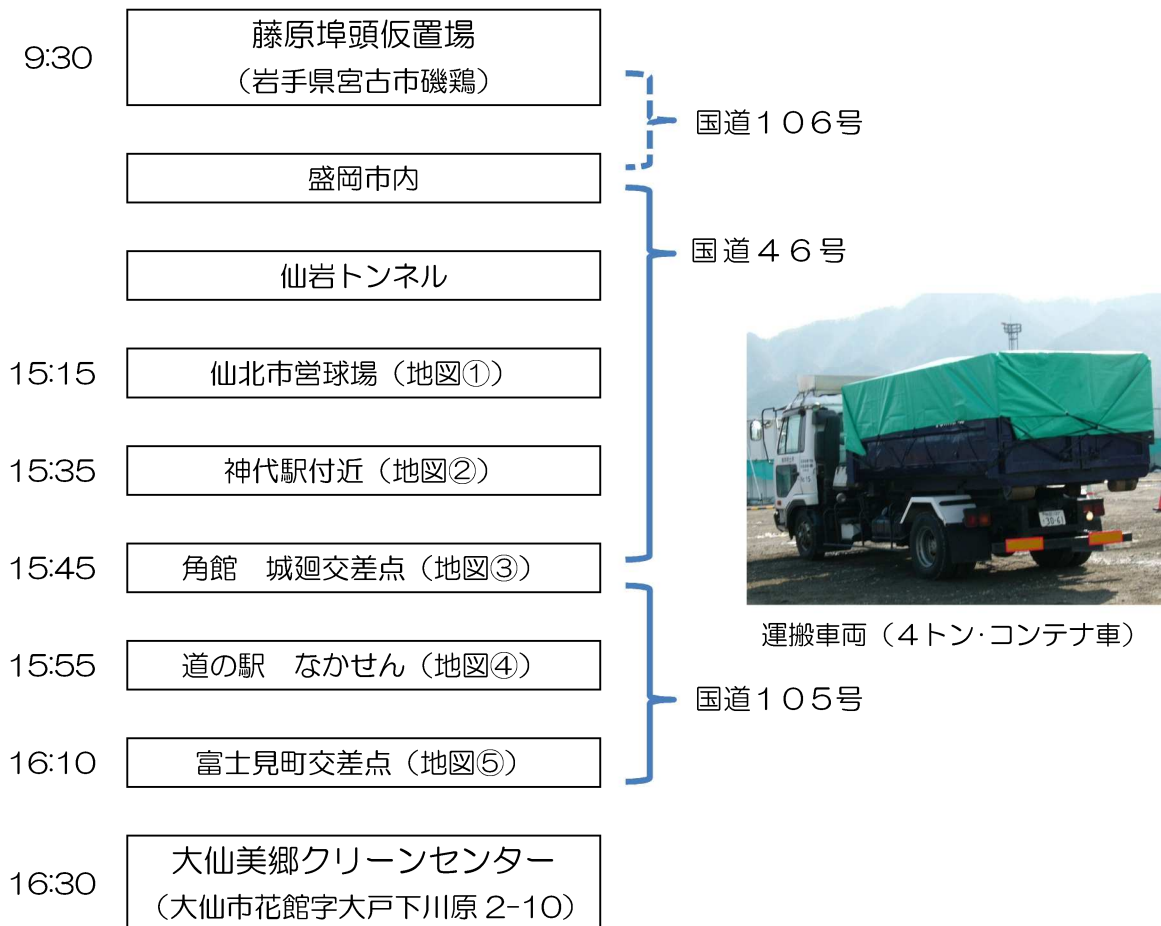 9:30
藤原埠頭仮置場
（岩手県宮古市磯鶏）
国道１０６号
盛岡市内
国道４６号
仙岩トンネル
15:15
仙北市営球場（地図①）
15:35
神代駅付近（地図②）
15:45
角館　城廻交差点（地図③）
運搬車両（４トン・コンテナ車）
15:55
道の駅　なかせん（地図④）
国道１０５号
16:10
富士見町交差点（地図⑤）
16:30
大仙美郷クリーンセンター
（大仙市花館字大戸下川原 2-10）